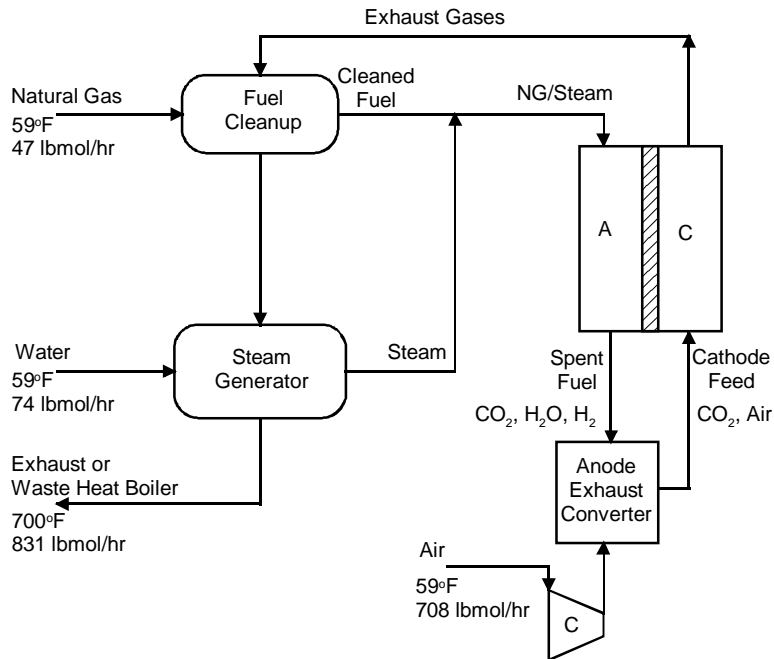 Exhaust Gases
Natural Gas
59°F
47 lbmol/hr
Fuel
Cleanup
Cleaned
Fuel
NG/Steam
A
C
Water
59°F
74 lbmol/hr
Steam
Generator
Steam
Spent
Fuel
CO₂, H₂O, H₂
Cathode
Feed
CO₂, Air
Exhaust or
Waste Heat Boiler
700°F
831 lbmol/hr
Anode
Exhaust
Converter
Air
59°F
708 lbmol/hr
C